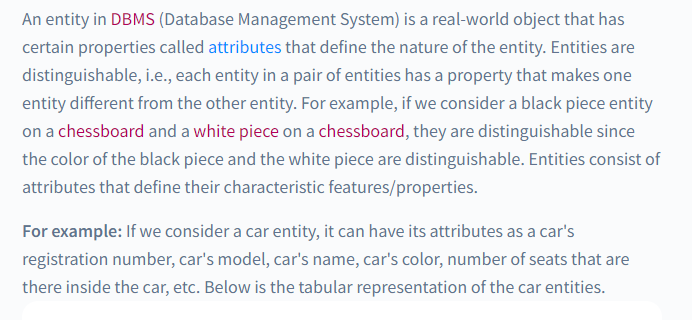 An entity in DBMS (Database Management System) is a real-world object that has
certain properties called attributes that define the nature of the entity. Entities are
distinguishable, i.e., each entity in a pair of entities has a property that makes one
entity different from the other entity. For example, if we consider a black piece entity
on a chessboard and a white piece on a chessboard, they are distinguishable since
the color of the black piece and the white piece are distinguishable. Entities consist of
attributes that define their characteristic features/properties.
For example: If we consider a car entity, it can have its attributes as a car's
registration number, car's model, car's name, car's color, number of seats that are
there inside the car, etc. Below is the tabular representation of the car entities.